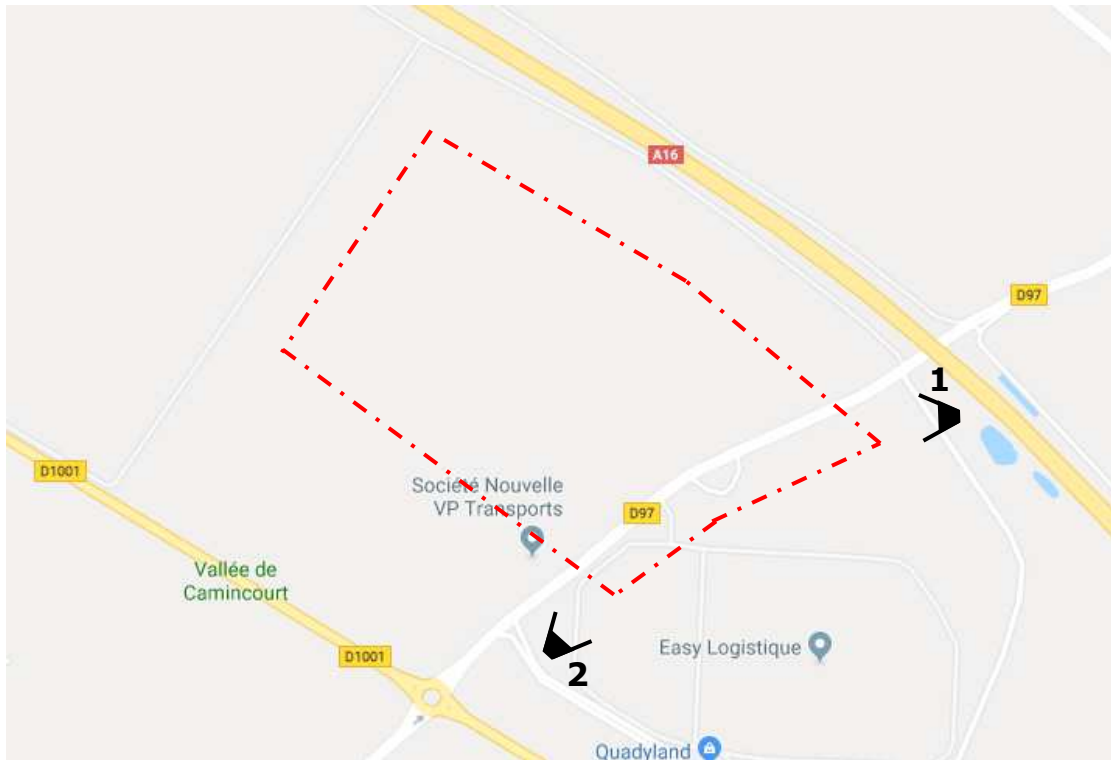 A16
D97
1
D1001
Société Nouvelle
VP Transports
D97
Vallée de
Camincourt
D1001
Easy Logistique
2
Quadyland